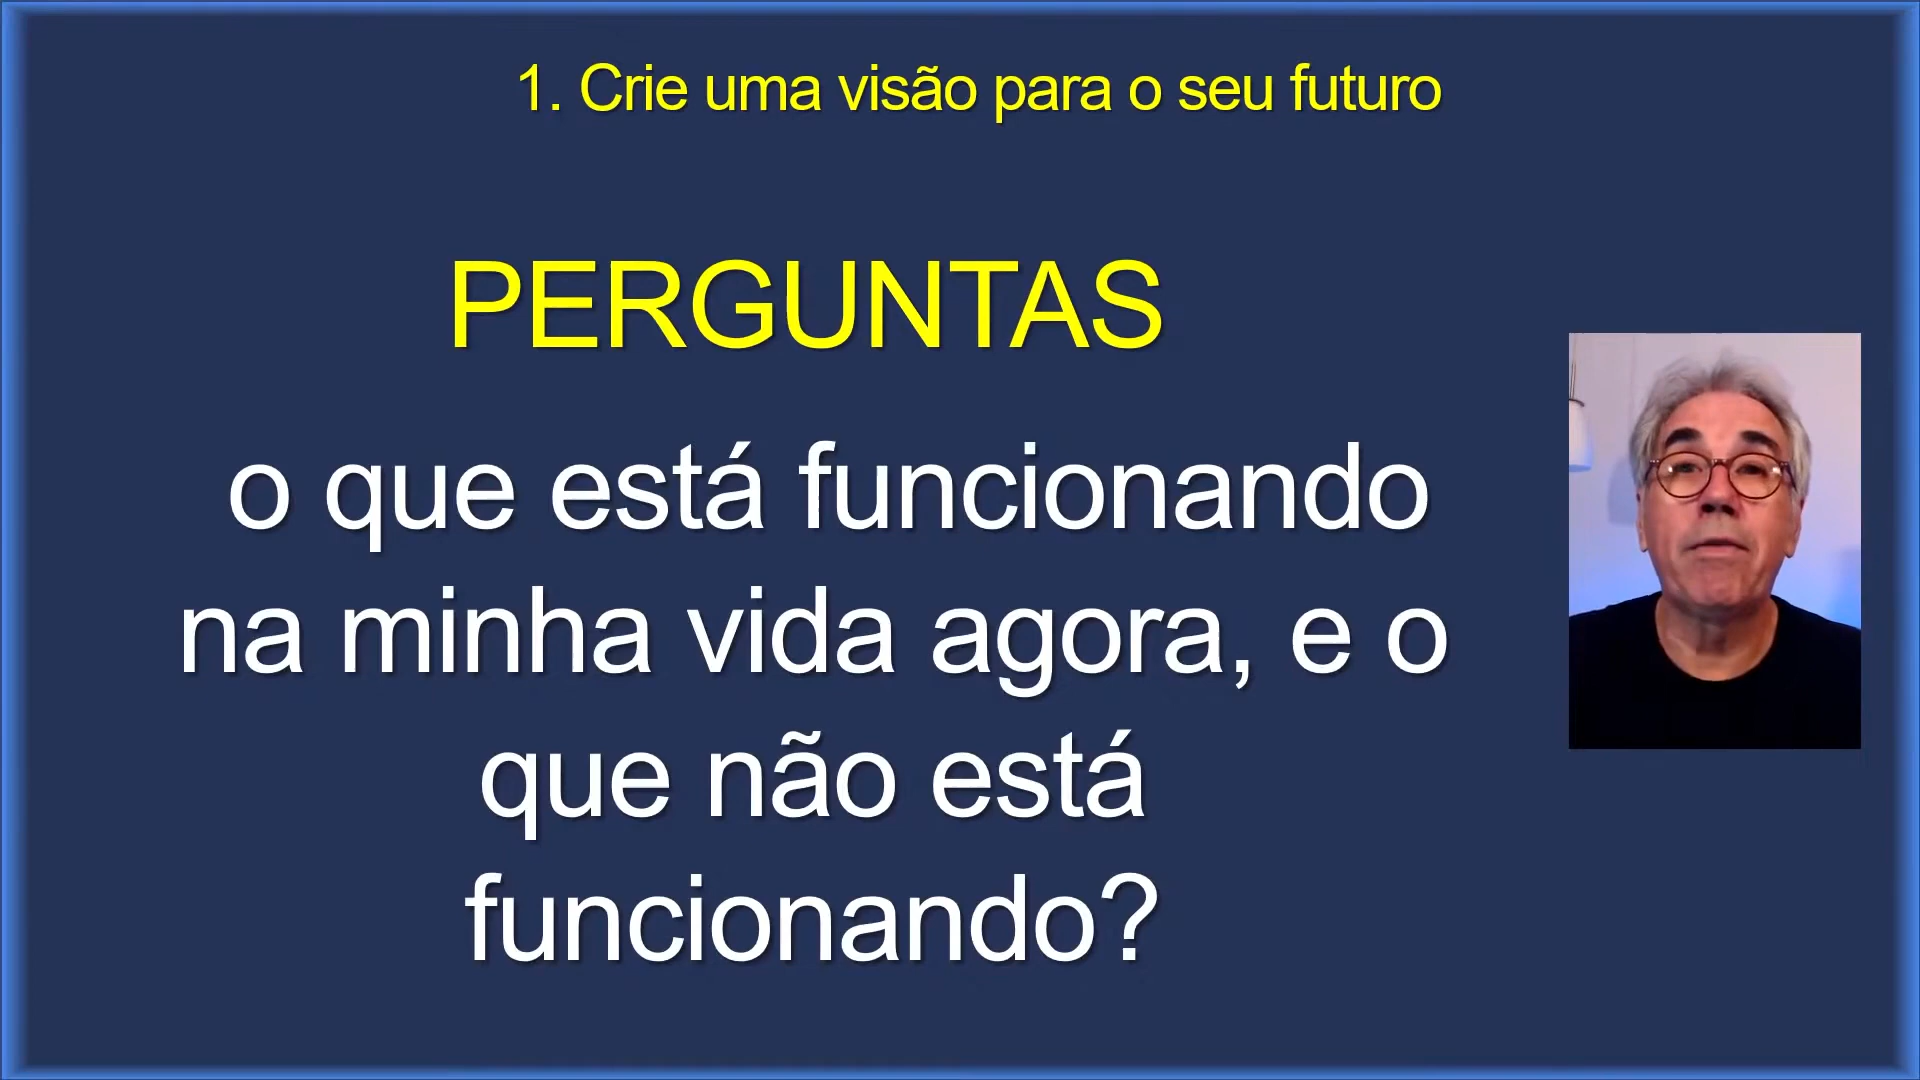 1. Crie uma visão para o seu futuro
PERGUNTAS
o que está funcionando
na minha vida agora, e o
que não está
funcionando?